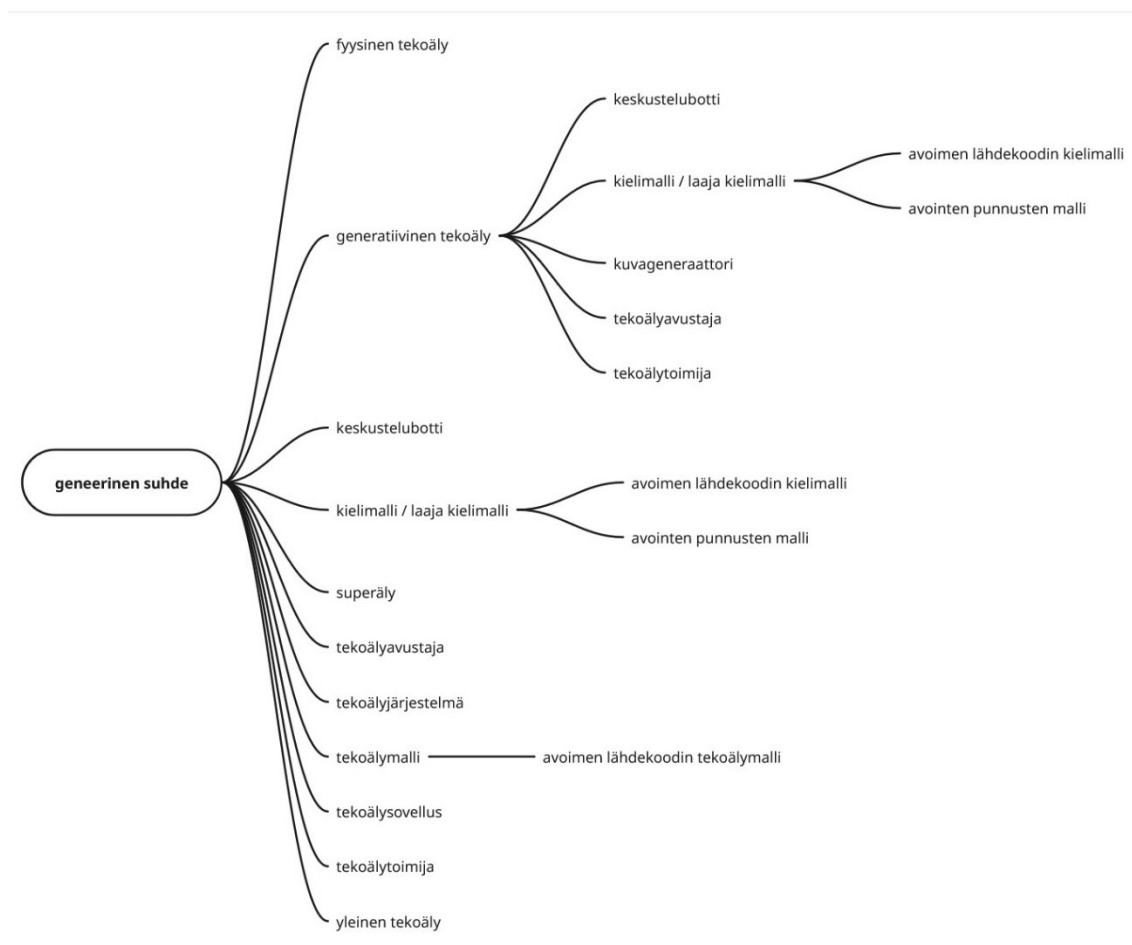 fyysinen tekoäly
keskustelubotti
avoimen lähdekoodin kielimalli
kielimalli / laaja kielimalli
avointen punnusten malli
generatiivinen tekoäly
kuvageneraattori
tekoälyavustaja
tekoälytoimija
keskustelubotti
geneerinen suhde
avoimen lähdekoodin kielimalli
kielimalli / laaja kielimalli
avointen punnusten malli
superäly
tekoälyavustaja
tekoälyjärjestelmä
tekoälymalli
avoimen lähdekoodin tekoälymalli
tekoälysovellus
tekoälytoimija
yleinen tekoäly